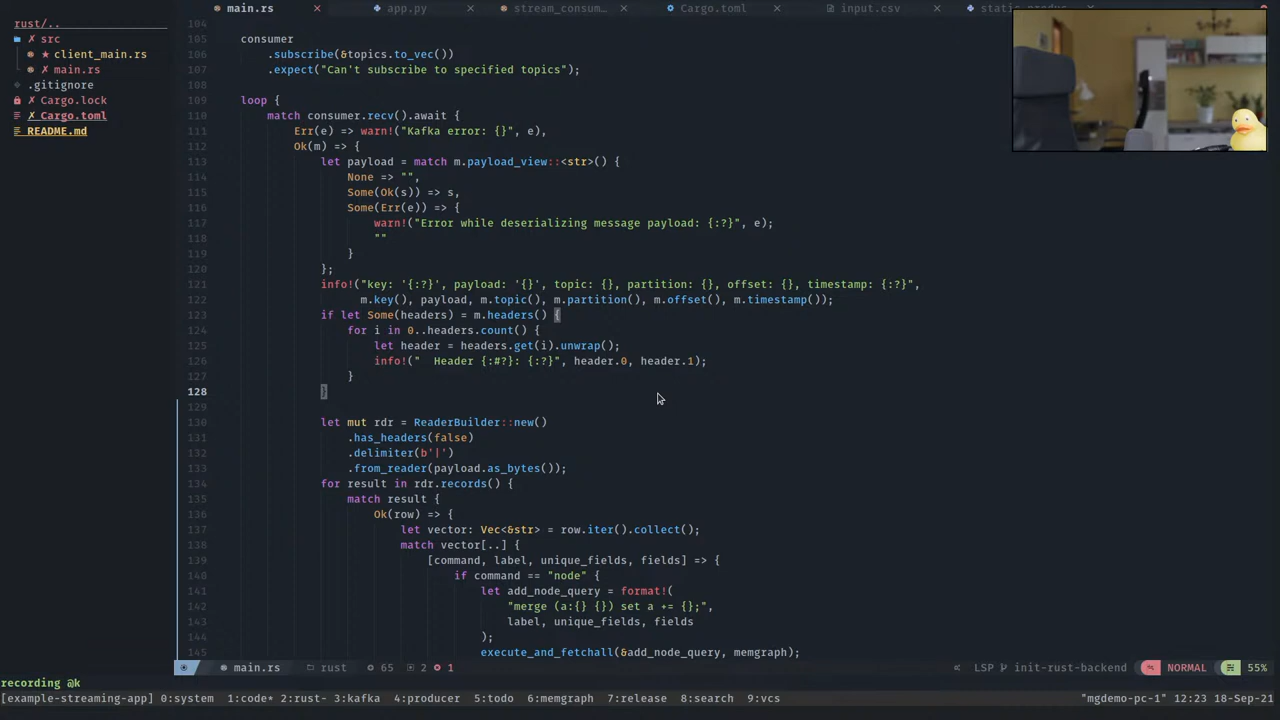 main.rs ✗ app.py ✗ stream_consum… ✗ Cargo.toml ✗ input.csv ✗ static_produc
rust/..
src
★ client_main.rs
✗ main.rs
.gitignore
✗ Cargo.lock
✗ Cargo.toml
README.md
104
105 consumer
106 .subscribe(&topics.to_vec())
107 .expect("Can't subscribe to specified topics");
108
109 loop {
110 match consumer.recv().await {
111 Err(e) => warn!("Kafka error: {}", e),
112 Ok(m) => {
113 let payload = match m.payload_view::<str>() {
114 None => "",
115 Some(Ok(s)) => s,
116 Some(Err(e)) => {
117 warn!("Error while deserializing message payload: {:?}", e);
118 ""
119 }
120 };
121 info!("key: '{:?}', payload: '{}', topic: {}, partition: {}, offset: {}, timestamp: {:?}",
122 m.key(), payload, m.topic(), m.partition(), m.offset(), m.timestamp());
123 if let Some(headers) = m.headers() {
124 for i in 0..headers.count() {
125 let header = headers.get(i).unwrap();
126 info!("  Header {:#?}: {:?}", header.0, header.1);
127 }
128 }
129
130 let mut rdr = ReaderBuilder::new()
131 .has_headers(false)
132 .delimiter(b'|')
133 .from_reader(payload.as_bytes());
134 for result in rdr.records() {
135 match result {
136 Ok(row) => {
137 let vector: Vec<&str> = row.iter().collect();
138 match vector[..] {
139 [command, label, unique_fields, fields] => {
140 if command == "node" {
141 let add_node_query = format!(
142 "merge (a:{} {}) set a += {};",
143 label, unique_fields, fields
144 );
145 execute_and_fetchall(&add_node_query, memgraph);
main.rs rust 65 2 1 LSP init-rust-backend NORMAL 55%
recording @k
[example-streaming-app] 0:system 1:code* 2:rust- 3:kafka 4:producer 5:todo 6:memgraph 7:release 8:search 9:vcs "mgdemo-pc-1" 12:23 18-Sep-21